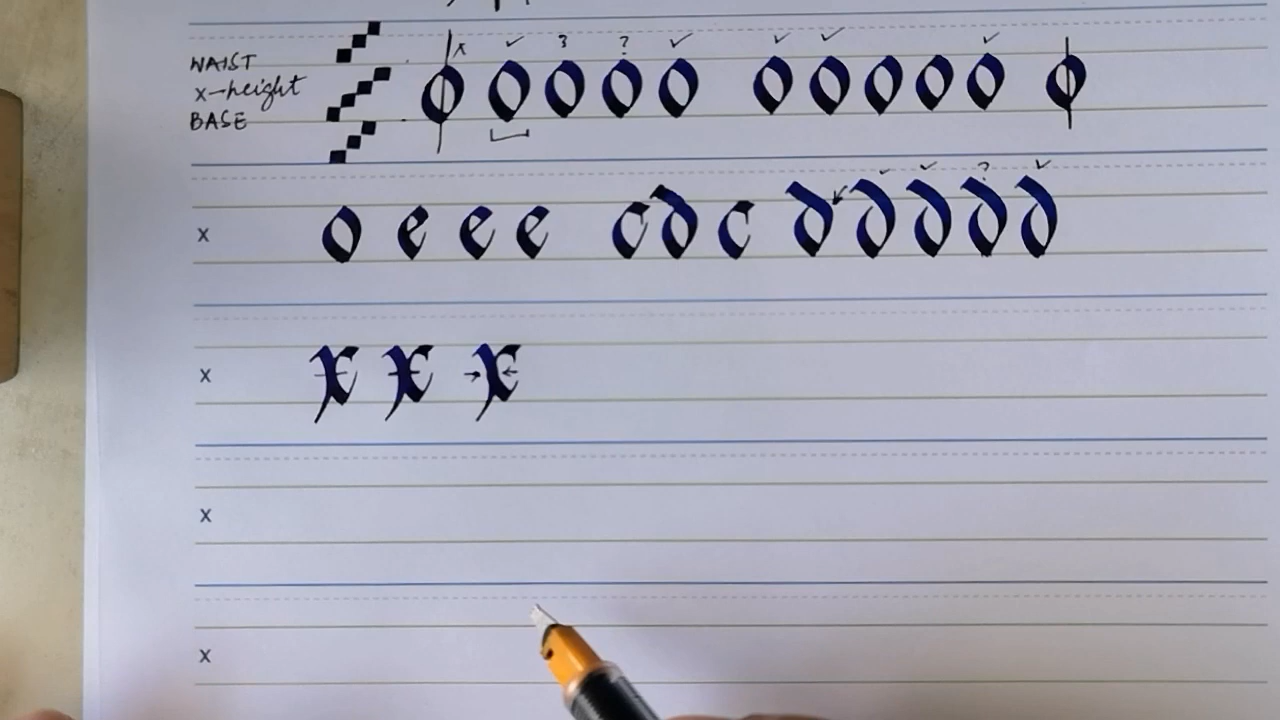 WAIST
x-height
BASE
x ✓ ? ? ✓ ✓ ✓ ✓
o o o o o o o o o o o o
x o e e e c d c d d d d d
✓ ✓ ? ✓
x x x x
x
x